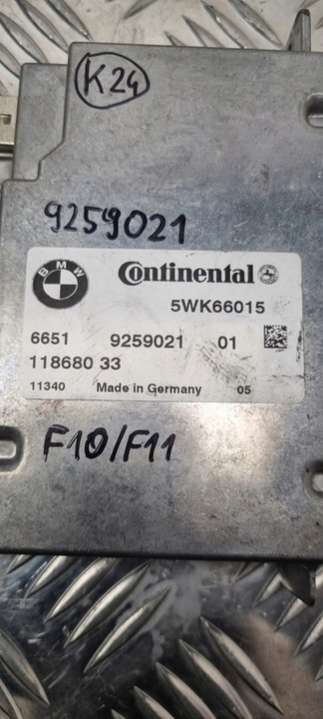 K24
9259021
BMW
Continental
5WK66015
6651 9259021 01
118680 33
11340 Made in Germany 05
F10/F11